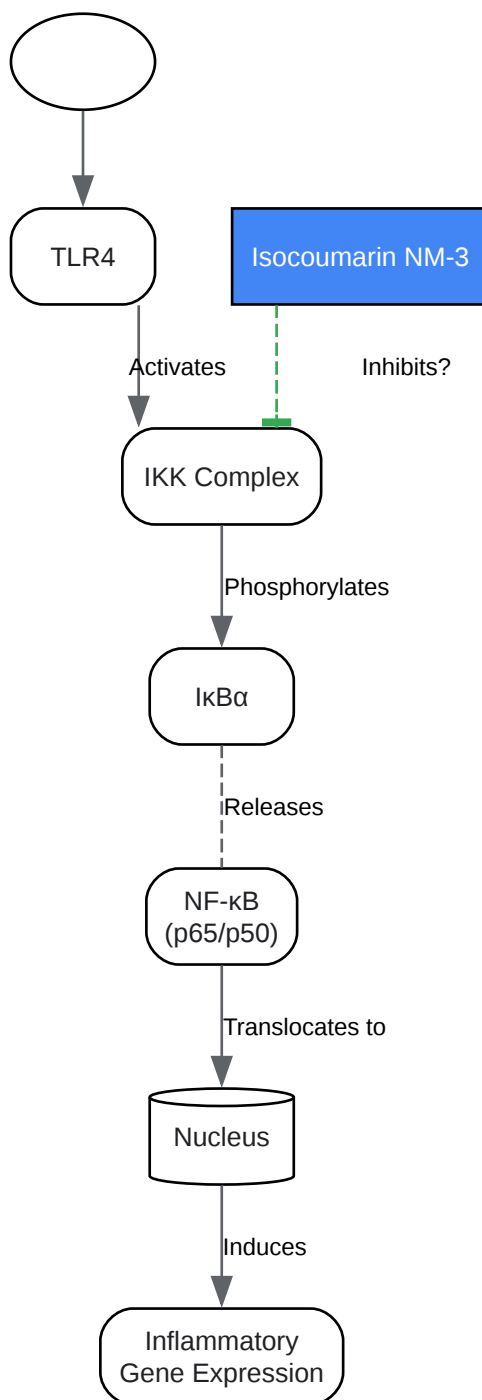 TLR4
Isocoumarin NM-3
Activates
Inhibits?
IKK Complex
Phosphorylates
IκBα
Releases
NF-κB
(p65/p50)
Translocates to
Nucleus
Induces
Inflammatory
Gene Expression